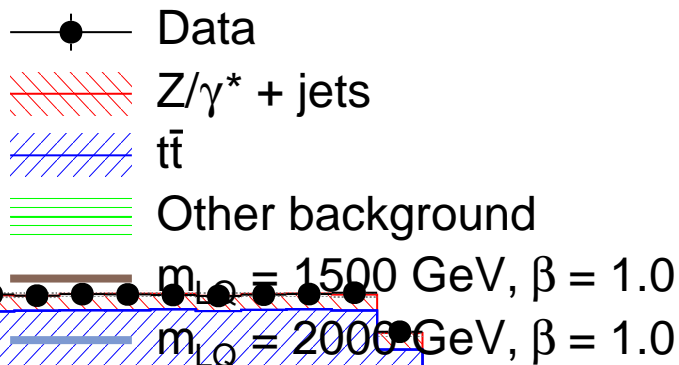 Data
Z/γ* + jets
tt̄
Other background
m_LQ = 1500 GeV, β = 1.0
m_LQ = 2000 GeV, β = 1.0